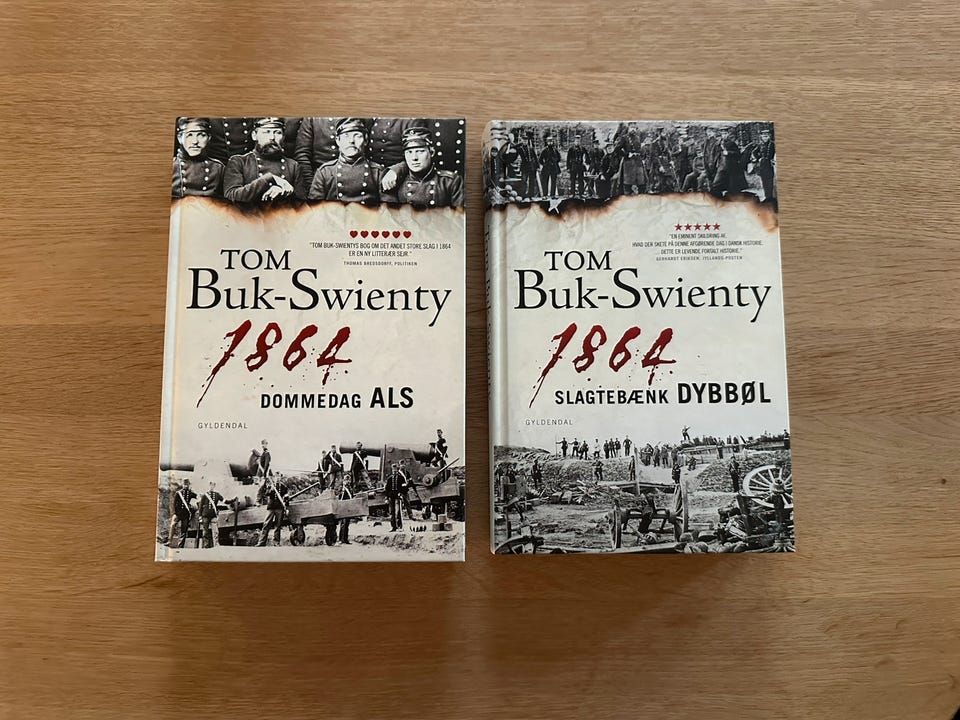 ♥♥♥♥♥♥
"TOM BUK-SWIENTYS BOG OM DET ANDET STORE SLAG I 1864
ER EN NY LITTERÆR SEJR."
THOMAS BREDSDORFF, POLITIKEN
TOM
Buk-Swienty
1864
DOMMEDAG ALS
GYLDENDAL
★★★★★
"EN EMINENT SKILDRING AF,
HVAD DER SKETE PÅ DENNE AFGØRENDE DAG I DANSK HISTORIE.
DETTE ER LEVENDE FORTALT HISTORIE."
GERHARDT ERIKSEN, JYLLANDS-POSTEN
TOM
Buk-Swienty
1864
SLAGTEBÆNK DYBBØL
GYLDENDAL